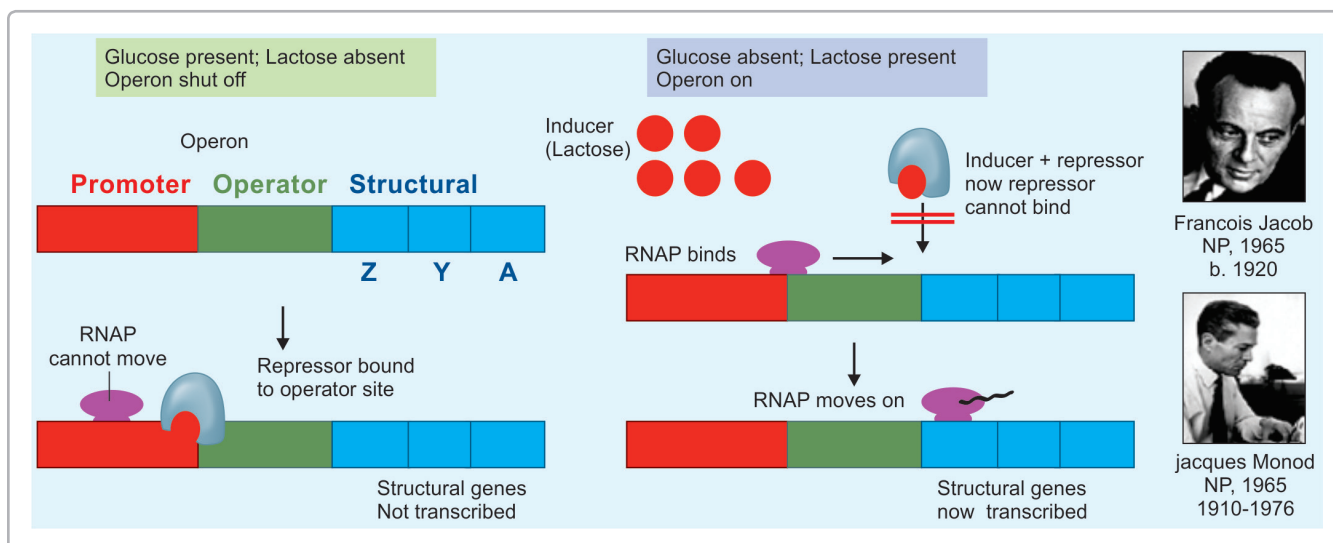 Glucose present; Lactose absent
Operon shut off
Operon
Promoter Operator Structural
Z Y A
RNAP
cannot move
Repressor bound
to operator site
Structural genes
Not transcribed
Glucose absent; Lactose present
Operon on
Inducer
(Lactose)
Inducer + repressor
now repressor
cannot bind
RNAP binds
RNAP moves on
Structural genes
now transcribed
Francois Jacob
NP, 1965
b. 1920
jacques Monod
NP, 1965
1910-1976